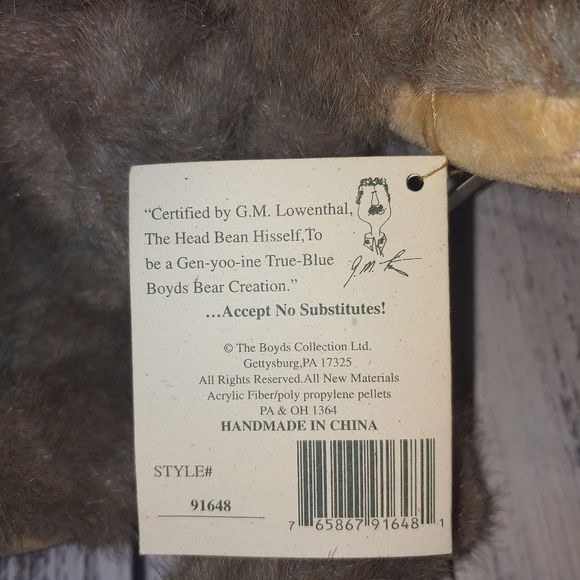 “Certified by G.M. Lowenthal,
The Head Bean Hisself,To
be a Gen-yoo-ine True-Blue
Boyds Bear Creation.”
...Accept No Substitutes!
© The Boyds Collection Ltd.
Gettysburg,PA 17325
All Rights Reserved.All New Materials
Acrylic Fiber/poly propylene pellets
PA & OH 1364
HANDMADE IN CHINA
STYLE#
91648
7 65867 91648 1